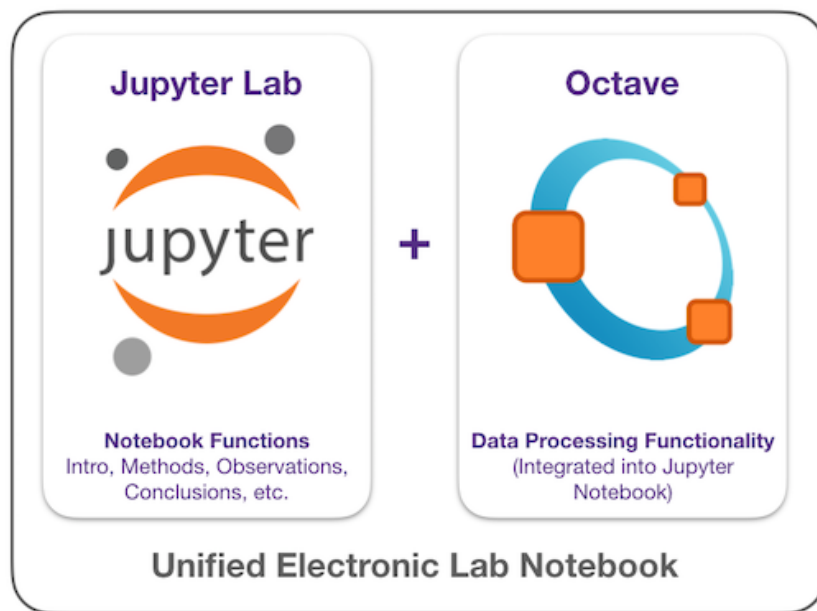 Jupyter Lab
jupyter
Notebook Functions
Intro, Methods, Observations,
Conclusions, etc.
+
Octave
Data Processing Functionality
(Integrated into Jupyter
Notebook)
Unified Electronic Lab Notebook